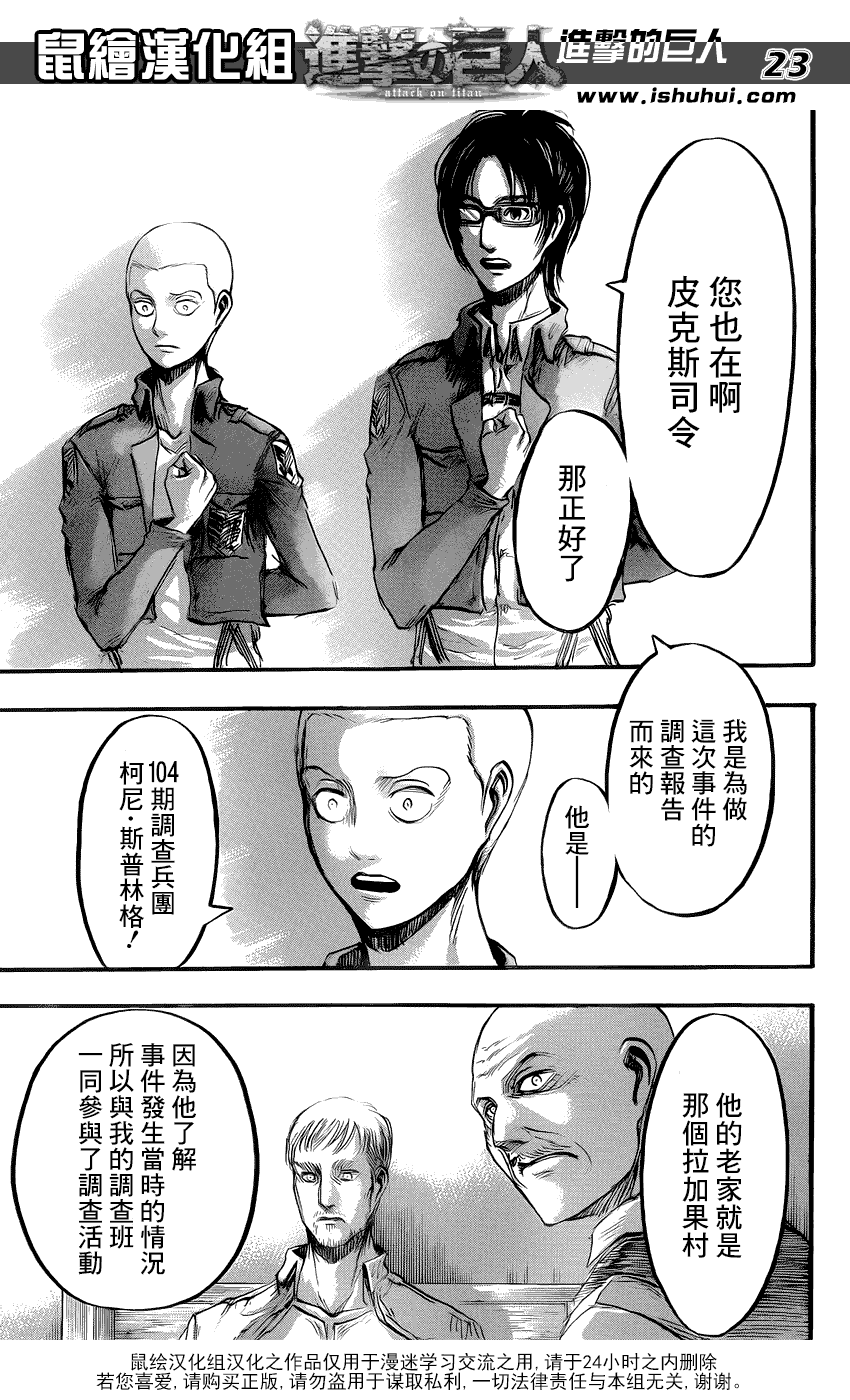 鼠繪漢化組
進撃の巨人
attack on titan
進擊的巨人
23
www.ishuhui.com
您也在啊
皮克斯司令
那正好了
我是為做
這次事件的
調查報告
而來的
他是——
104期調查兵團
柯尼·斯普林格!
他的老家就是
那個拉加果村
因為他了解
事件發生當時的情況
所以與我的調查班
一同參與了調查活動
鼠绘汉化组汉化之作品仅用于漫迷学习交流之用, 请于24小时之内删除
若您喜爱, 请购买正版, 请勿盗用于谋取私利, 一切法律责任与本组无关, 谢谢。